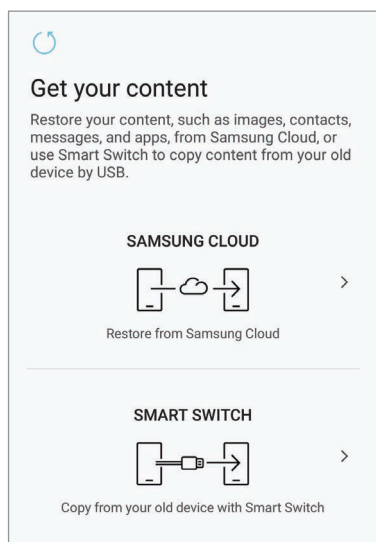 Get your content
Restore your content, such as images, contacts,
messages, and apps, from Samsung Cloud, or
use Smart Switch to copy content from your old
device by USB.
SAMSUNG CLOUD
Restore from Samsung Cloud
SMART SWITCH
Copy from your old device with Smart Switch